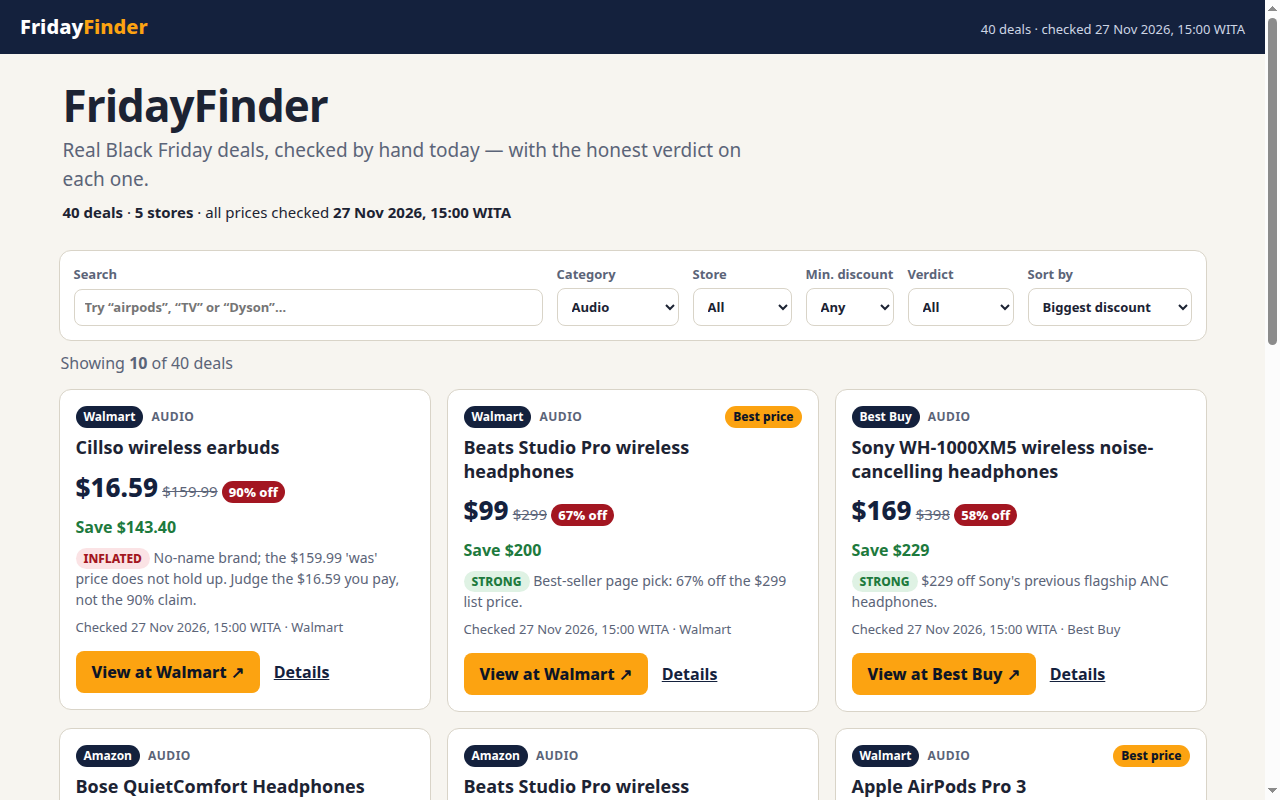 FridayFinder
40 deals · checked 27 Nov 2026, 15:00 WITA
FridayFinder
Real Black Friday deals, checked by hand today — with the honest verdict on
each one.
40 deals · 5 stores · all prices checked 27 Nov 2026, 15:00 WITA
Search
Category
Store
Min. discount
Verdict
Sort by
Try “airpods”, “TV” or “Dyson”…
Audio
All
Any
All
Biggest discount
Showing 10 of 40 deals
Walmart AUDIO
Cillso wireless earbuds
$16.59 $159.99 90% off
Save $143.40
INFLATED No-name brand; the $159.99 'was'
price does not hold up. Judge the $16.59 you pay,
not the 90% claim.
Checked 27 Nov 2026, 15:00 WITA · Walmart
View at Walmart ↗ Details
Walmart AUDIO Best price
Beats Studio Pro wireless
headphones
$99 $299 67% off
Save $200
STRONG Best-seller page pick: 67% off the $299
list price.
Checked 27 Nov 2026, 15:00 WITA · Walmart
View at Walmart ↗ Details
Best Buy AUDIO
Sony WH-1000XM5 wireless noise-
cancelling headphones
$169 $398 58% off
Save $229
STRONG $229 off Sony's previous flagship ANC
headphones.
Checked 27 Nov 2026, 15:00 WITA · Best Buy
View at Best Buy ↗ Details
Amazon AUDIO
Bose QuietComfort Headphones
Amazon AUDIO
Beats Studio Pro wireless
Walmart AUDIO Best price
Apple AirPods Pro 3